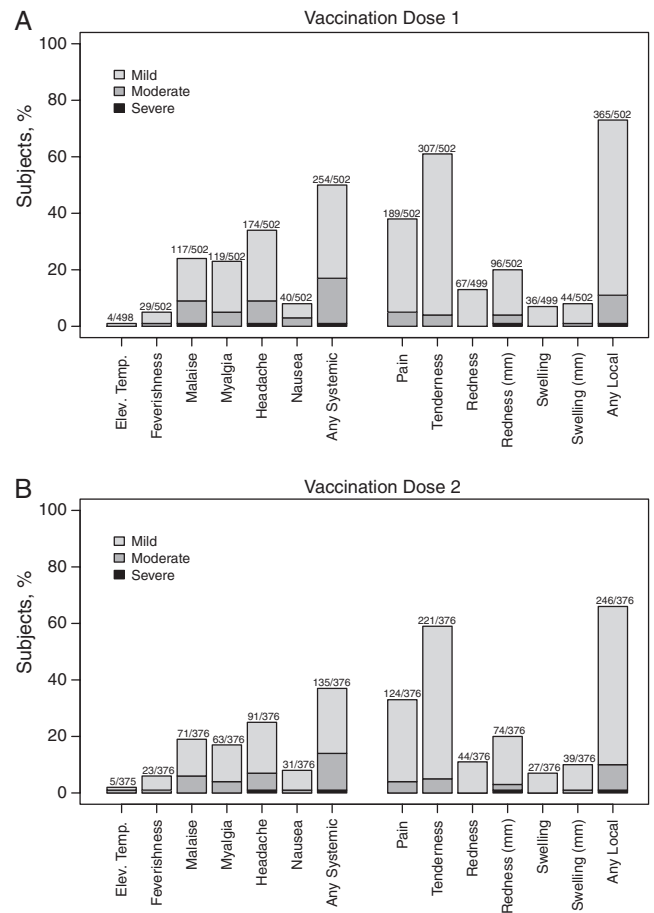 A
Vaccination Dose 1
Subjects, %
100
80
60
40
20
0
Mild
Moderate
Severe
4/498
29/502
117/502
119/502
174/502
40/502
254/502
189/502
307/502
67/499
96/502
36/499
44/502
365/502
Elev. Temp.
Feverishness
Malaise
Myalgia
Headache
Nausea
Any Systemic
Pain
Tenderness
Redness
Redness (mm)
Swelling
Swelling (mm)
Any Local
B
Vaccination Dose 2
Subjects, %
100
80
60
40
20
0
Mild
Moderate
Severe
5/375
23/376
71/376
63/376
91/376
31/376
135/376
124/376
221/376
44/376
74/376
27/376
39/376
246/376
Elev. Temp.
Feverishness
Malaise
Myalgia
Headache
Nausea
Any Systemic
Pain
Tenderness
Redness
Redness (mm)
Swelling
Swelling (mm)
Any Local